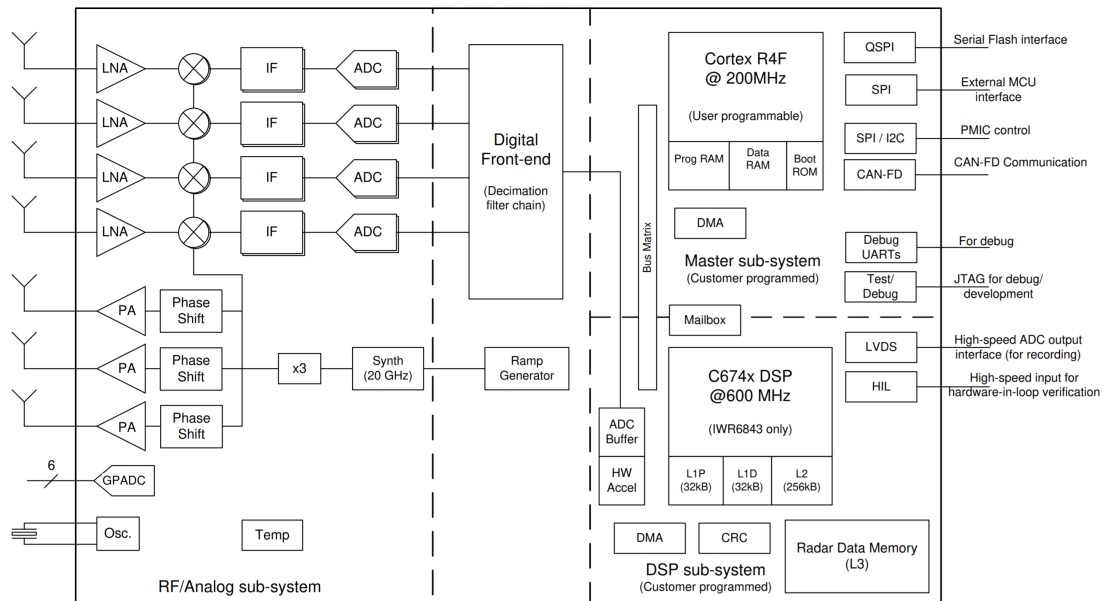 LNA
IF
ADC
LNA
IF
ADC
LNA
IF
ADC
LNA
IF
ADC
Digital
Front-end
(Decimation
filter chain)
PA
Phase
Shift
PA
Phase
Shift
PA
Phase
Shift
x3
Synth
(20 GHz)
Ramp
Generator
6
GPADC
Osc.
Temp
RF/Analog sub-system
Cortex R4F
@ 200MHz
(User programmable)
Prog RAM
Data
RAM
Boot
ROM
DMA
Master sub-system
(Customer programmed)
Bus Matrix
Mailbox
QSPI
Serial Flash interface
SPI
External MCU
interface
SPI / I2C
PMIC control
CAN-FD
CAN-FD Communication
Debug
UARTs
For debug
Test/
Debug
JTAG for debug/
development
LVDS
High-speed ADC output
interface (for recording)
HIL
High-speed input for
hardware-in-loop verification
C674x DSP
@600 MHz
(IWR6843 only)
L1P
(32kB)
L1D
(32kB)
L2
(256kB)
ADC
Buffer
HW
Accel
DMA
CRC
DSP sub-system
(Customer programmed)
Radar Data Memory
(L3)